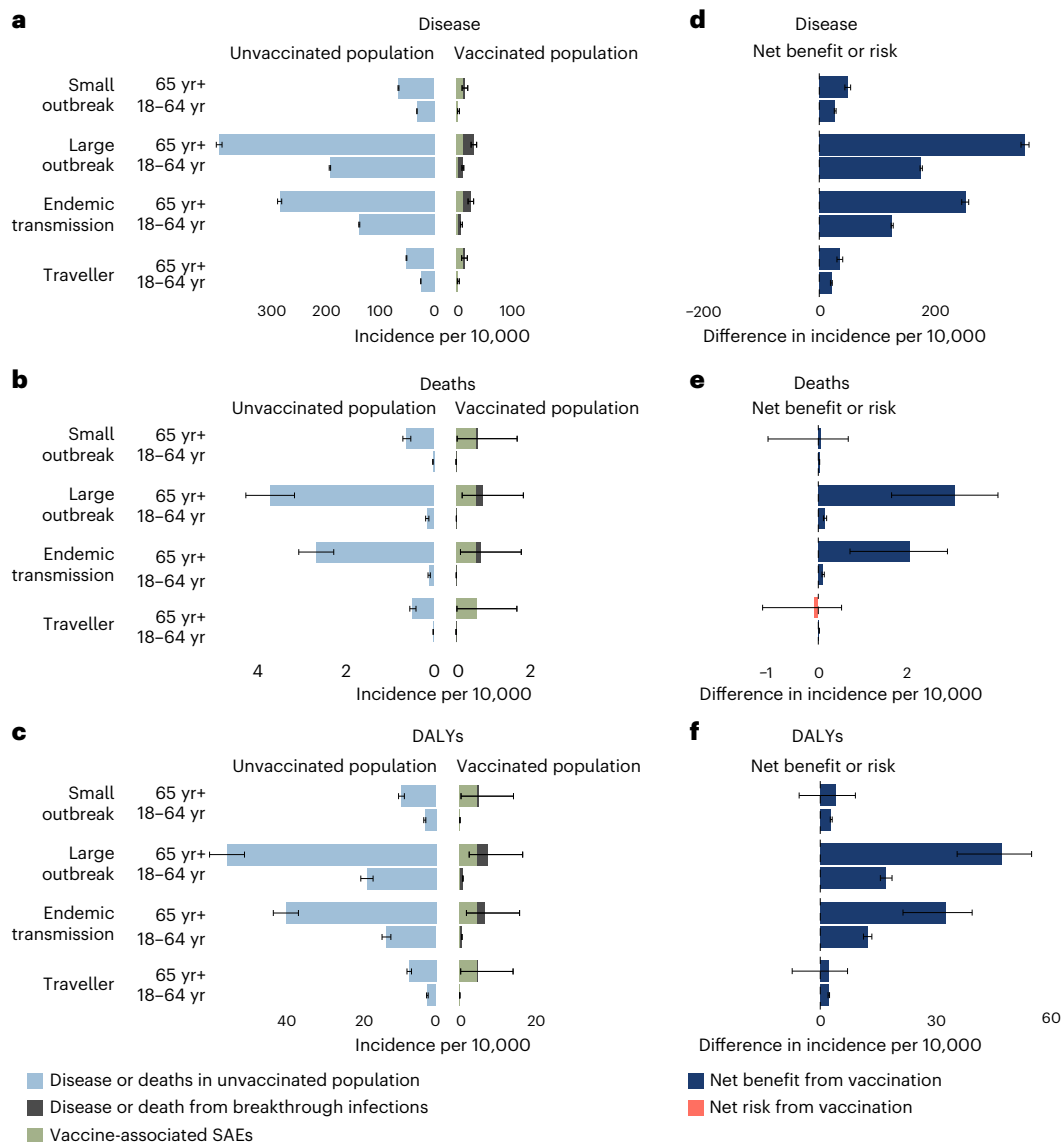 a
Disease
Unvaccinated population
Vaccinated population
Small outbreak
65 yr+
18–64 yr
Large outbreak
65 yr+
18–64 yr
Endemic transmission
65 yr+
18–64 yr
Traveller
65 yr+
18–64 yr
300 200 100 0 0 100
Incidence per 10,000
d
Disease
Net benefit or risk
–200 0 200
Difference in incidence per 10,000
b
Deaths
Unvaccinated population
Vaccinated population
Small outbreak
65 yr+
18–64 yr
Large outbreak
65 yr+
18–64 yr
Endemic transmission
65 yr+
18–64 yr
Traveller
65 yr+
18–64 yr
4 2 0 0 2
Incidence per 10,000
e
Deaths
Net benefit or risk
–1 0 2
Difference in incidence per 10,000
c
DALYs
Unvaccinated population
Vaccinated population
Small outbreak
65 yr+
18–64 yr
Large outbreak
65 yr+
18–64 yr
Endemic transmission
65 yr+
18–64 yr
Traveller
65 yr+
18–64 yr
40 20 0 0 20
Incidence per 10,000
f
DALYs
Net benefit or risk
0 30 60
Difference in incidence per 10,000
Disease or deaths in unvaccinated population
Disease or death from breakthrough infections
Vaccine-associated SAEs
Net benefit from vaccination
Net risk from vaccination